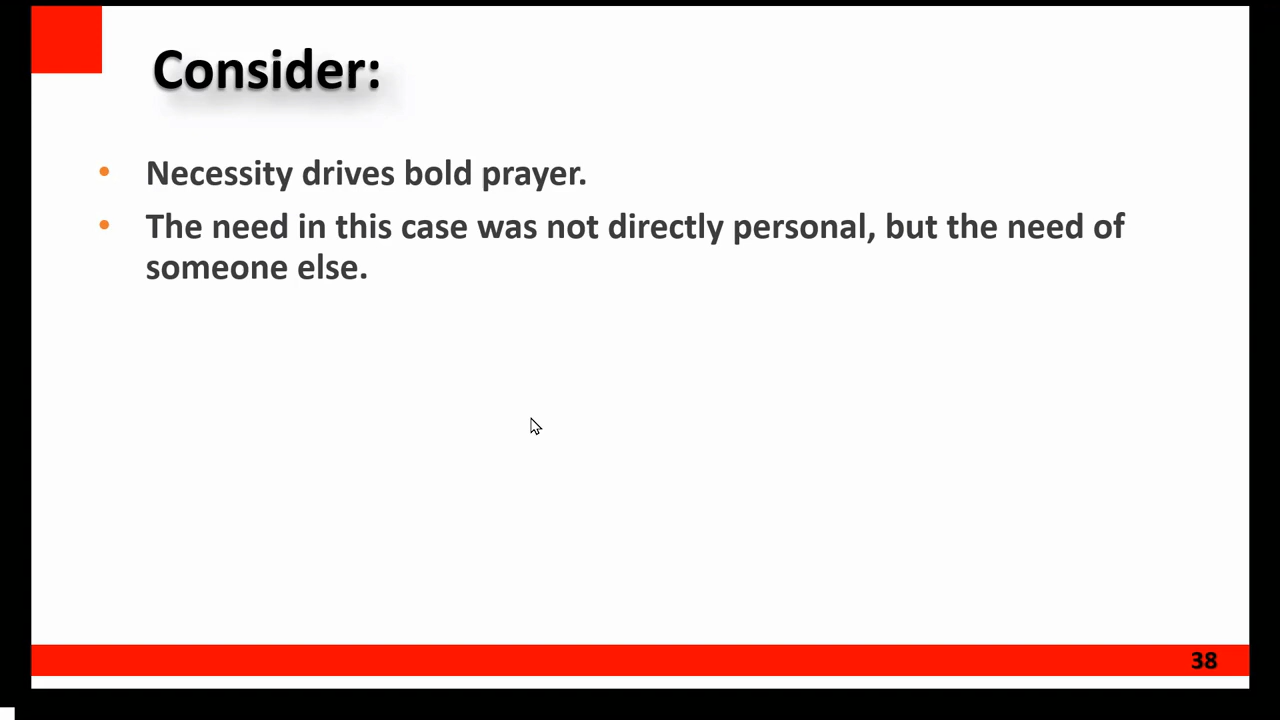 Consider:
• Necessity drives bold prayer.
• The need in this case was not directly personal, but the need of
someone else.
38